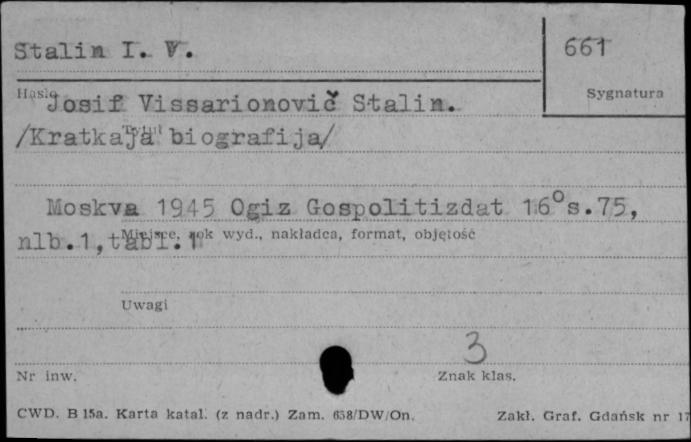 Stalin I. V.
661
Hasło
Sygnatura
Josif Vissarionovič Stalin.
/Kratkaja biografija/
Tytuł
Moskva 1945 Ogiz Gospolitizdat 16°s.75,
nlb.1,tabl.1
Miejsce, rok wyd., nakładca, format, objętość
Uwagi
3
Nr inw.
Znak klas.
CWD. B 15a. Karta katal. (z nadr.) Zam. 658/DW/On.
Zakł. Graf. Gdańsk nr 17